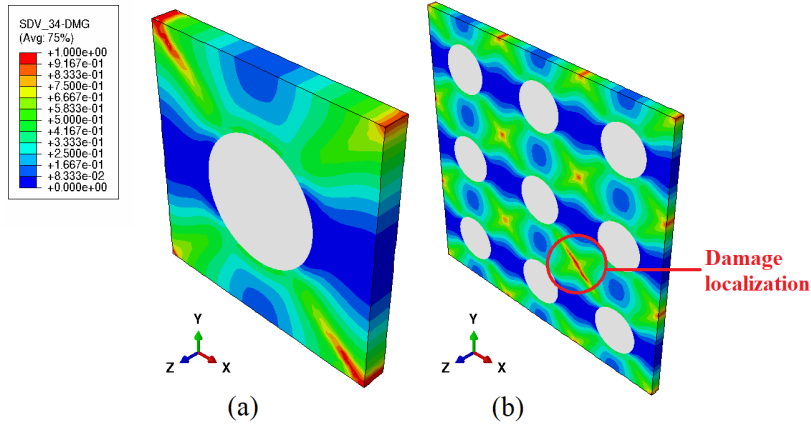 SDV_34-DMG
(Avg: 75%)
+1.000e+00
+9.167e-01
+8.333e-01
+7.500e-01
+6.667e-01
+5.833e-01
+5.000e-01
+4.167e-01
+3.333e-01
+2.500e-01
+1.667e-01
+8.333e-02
+0.000e+00
Damage
localization
Y
Z
X
Y
Z
X
(a)
(b)